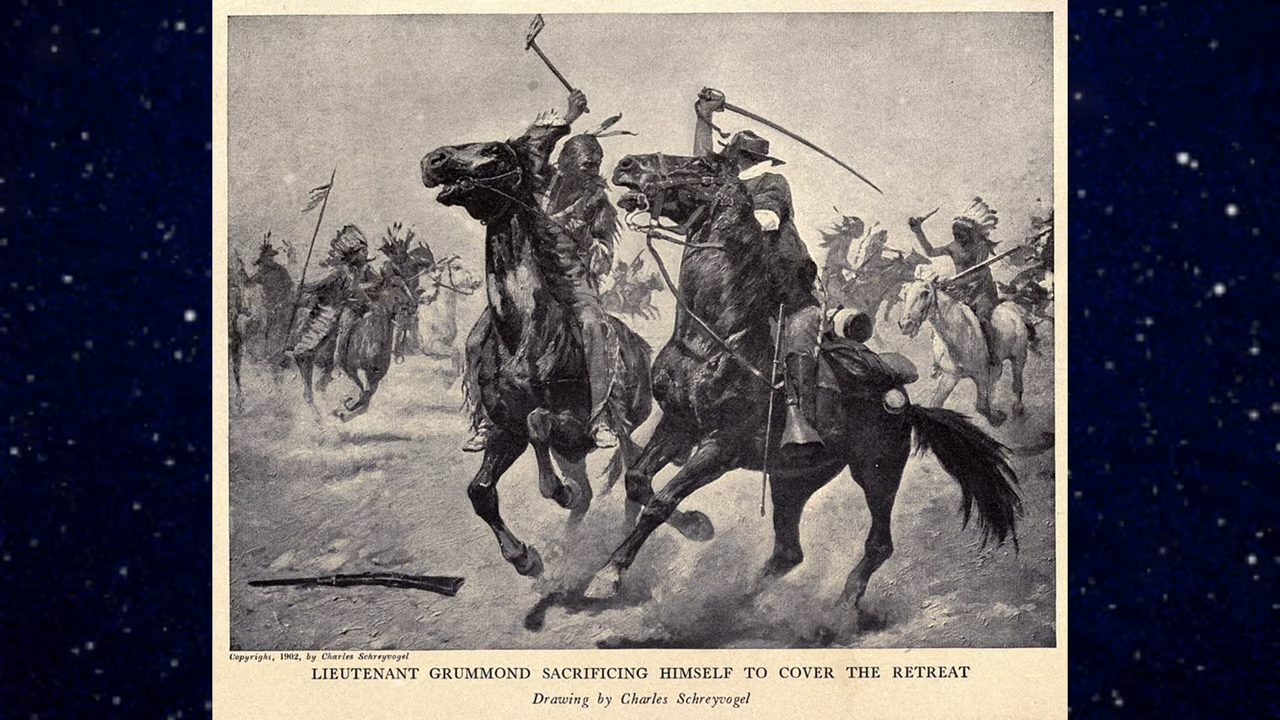 Copyright, 1902, by Charles Schreyvogel
LIEUTENANT GRUMMOND SACRIFICING HIMSELF TO COVER THE RETREAT
Drawing by Charles Schreyvogel